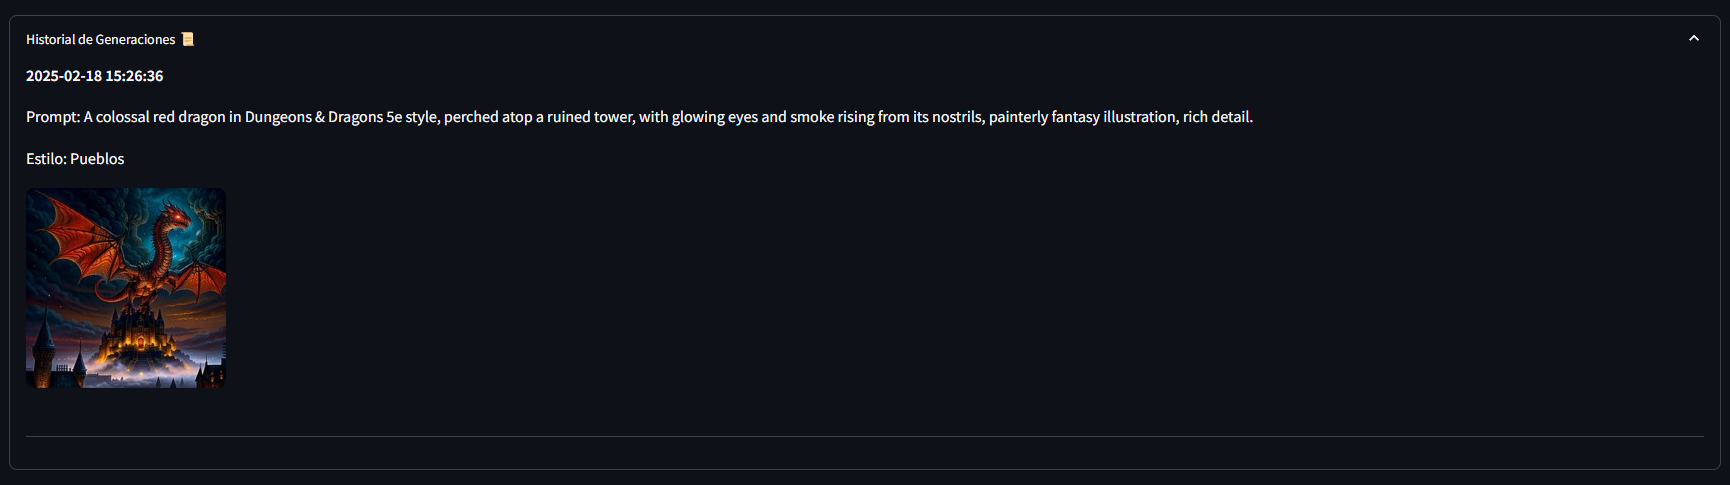 Historial de Generaciones 📜
2025-02-18 15:26:36
Prompt: A colossal red dragon in Dungeons & Dragons 5e style, perched atop a ruined tower, with glowing eyes and smoke rising from its nostrils, painterly fantasy illustration, rich detail.
Estilo: Pueblos